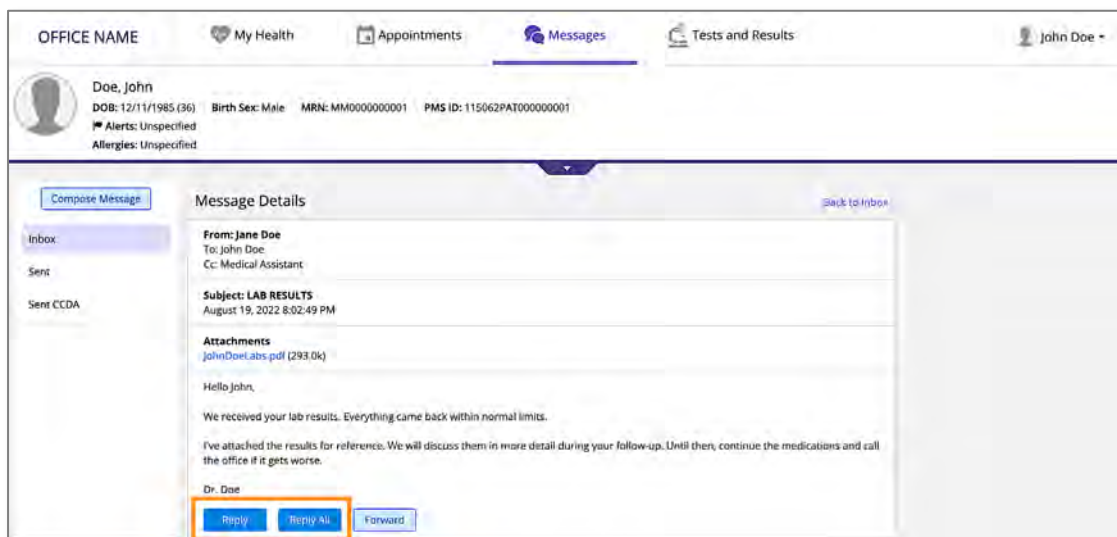 OFFICE NAME
My Health
Appointments
Messages
Tests and Results
John Doe
Doe, John
DOB: 12/11/1985 (36) Birth Sex: Male MRN: MM0000000001 PMS ID: 115062PAT000000001
Alerts: Unspecified
Allergies: Unspecified
Compose Message
Inbox
Sent
Sent CCDA
Message Details
Back to Inbox
From: Jane Doe
To: John Doe
Cc: Medical Assistant
Subject: LAB RESULTS
August 19, 2022 8:02:49 PM
Attachments
JohnDoeLabs.pdf (293.0k)
Hello John,
We received your lab results. Everything came back within normal limits.
I've attached the results for reference. We will discuss them in more detail during your follow-up. Until then, continue the medications and call
the office if it gets worse.
Dr. Doe
Reply
Reply All
Forward